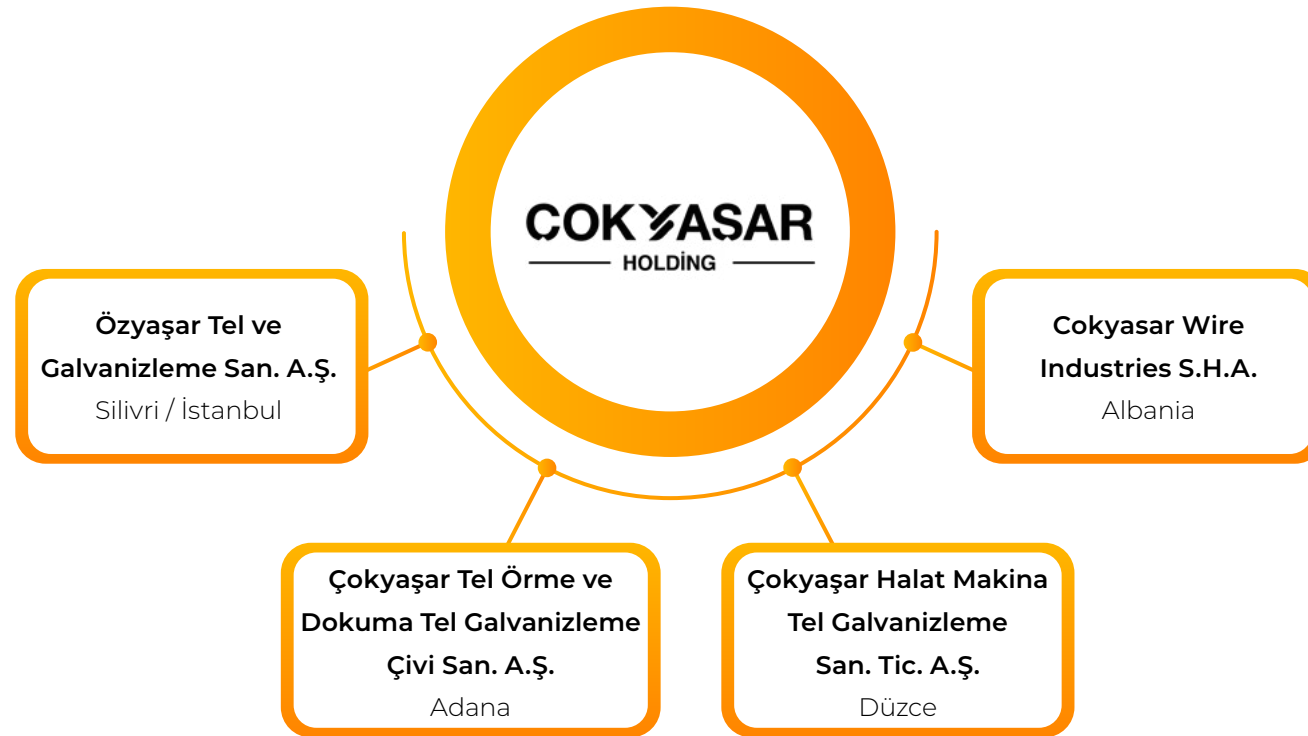 COKYASAR
HOLDİNG
Özyaşar Tel ve
Galvanizleme San. A.Ş.
Silivri / İstanbul
Cokyasar Wire
Industries S.H.A.
Albania
Çokyaşar Tel Örme ve
Dokuma Tel Galvanizleme
Çivi San. A.Ş.
Adana
Çokyaşar Halat Makina
Tel Galvanizleme
San. Tic. A.Ş.
Düzce